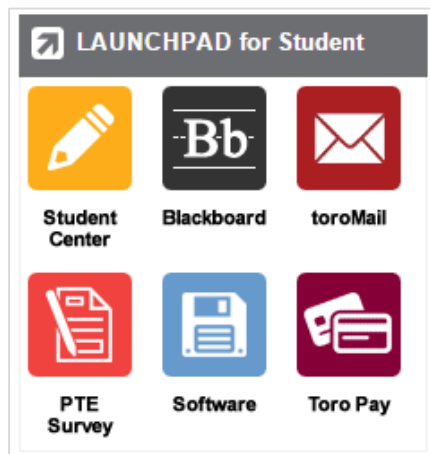 LAUNCHPAD for Student
Bb
Student Center
Blackboard
toroMail
PTE Survey
Software
Toro Pay